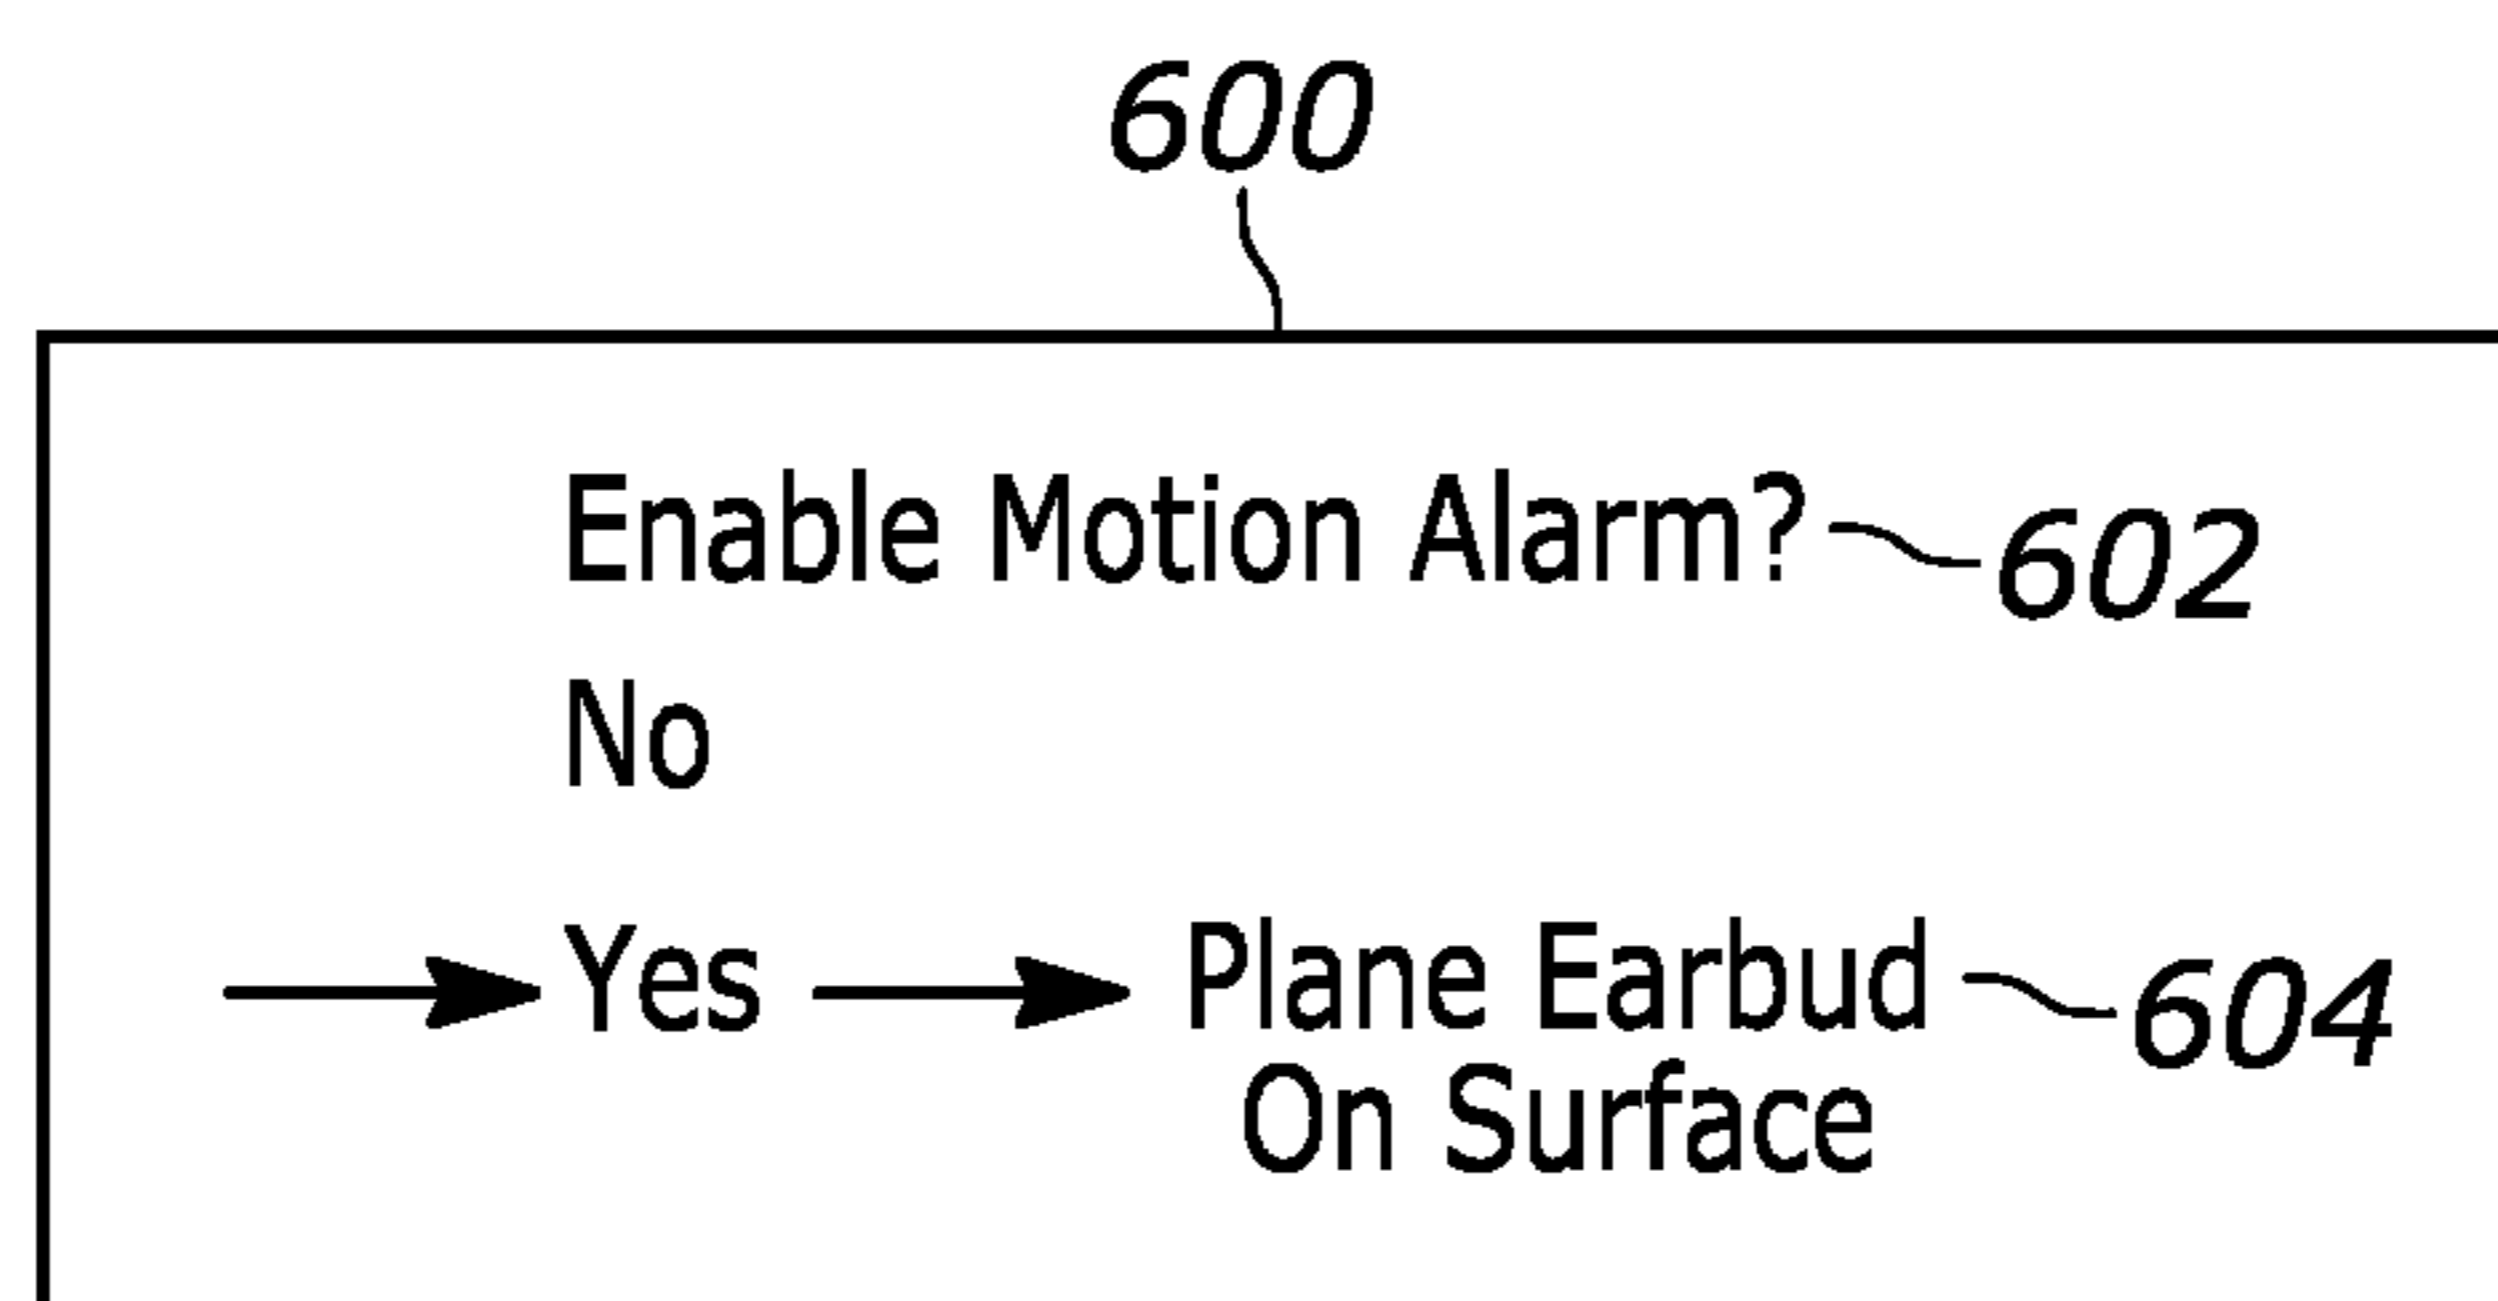 600
Enable Motion Alarm? 602
No
Yes Plane Earbud 604
On Surface